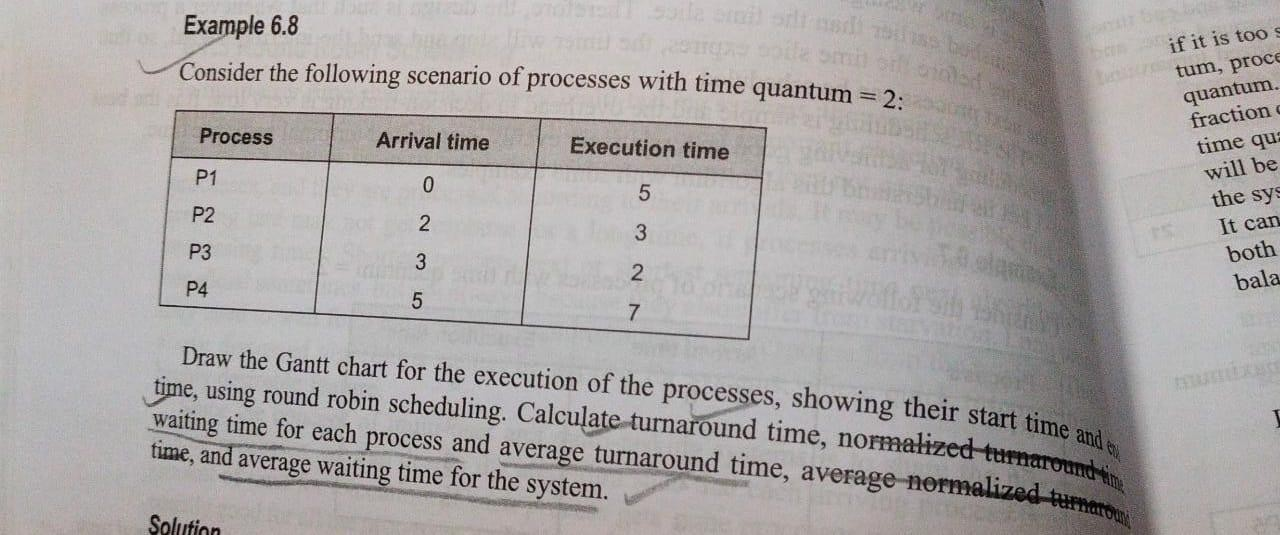 Example 6.8
Consider the following scenario of processes with time quantum = 2:
Process Arrival time Execution time
P1 0 5
P2 2 3
P3 3 2
P4 5 7
Draw the Gantt chart for the execution of the processes, showing their start time and
time, using round robin scheduling. Calculate turnaround time, normalized turnaround time
waiting time for each process and average turnaround time, average normalized turnaround
time, and average waiting time for the system.
Solution
if it is too
tum, proce
quantum.
fraction
time qua
will be
the sys
It can
both
bala